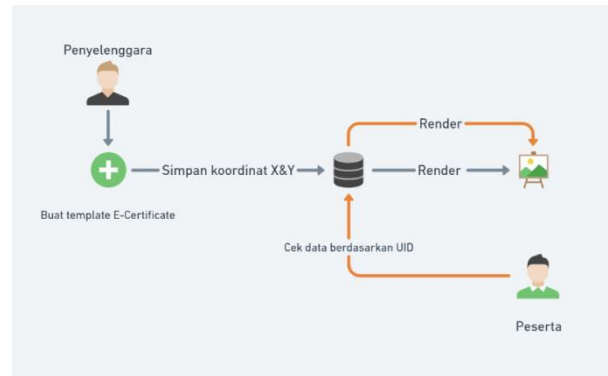 Penyelenggara
Render
Simpan koordinat X&Y
Render
Buat template E-Certificate
Cek data berdasarkan UID
Peserta